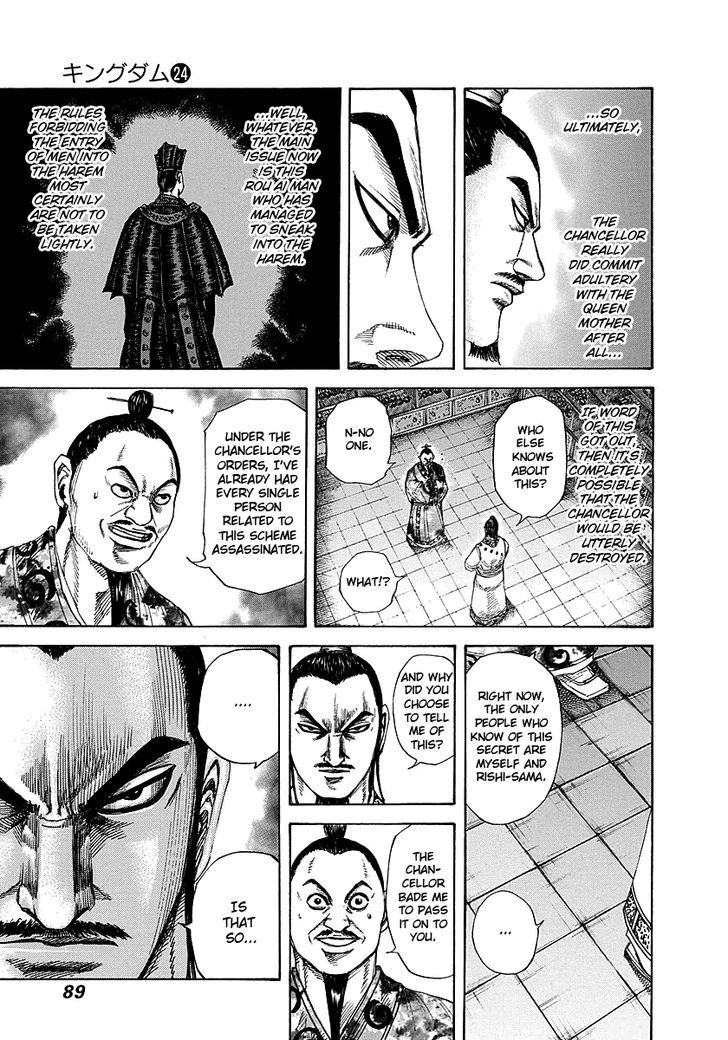 キングダム24
...SO
ULTIMATELY,
THE
CHANCELLOR
REALLY
DID COMMIT
ADULTERY
WITH THE
QUEEN
MOTHER
AFTER
ALL...
...WELL,
WHATEVER.
THE MAIN
ISSUE NOW
IS THIS
ROU AI MAN
WHO HAS
MANAGED
TO SNEAK
INTO THE
HAREM.
THE RULES
FORBIDDING
THE ENTRY
OF MEN INTO
THE HAREM
MOST
CERTAINLY
ARE NOT TO
BE TAKEN
LIGHTLY.
IF WORD
OF THIS
GOT OUT,
THEN IT'S
COMPLETELY
POSSIBLE
THAT THE
CHANCELLOR
WOULD BE
UTTERLY
DESTROYED.
WHO
ELSE
KNOWS
ABOUT
THIS?
N-NO
ONE.
WHAT!?
UNDER THE
CHANCELLOR'S
ORDERS, I'VE
ALREADY HAD
EVERY SINGLE
PERSON
RELATED TO
THIS SCHEME
ASSASSINATED.
RIGHT NOW,
THE ONLY
PEOPLE WHO
KNOW OF THIS
SECRET ARE
MYSELF AND
RISHI-SAMA.
...
AND WHY
DID YOU
CHOOSE
TO TELL
ME OF
THIS?
THE
CHAN-
CELLOR
BADE ME
TO PASS
IT ON TO
YOU.
....
IS
THAT
SO...
89